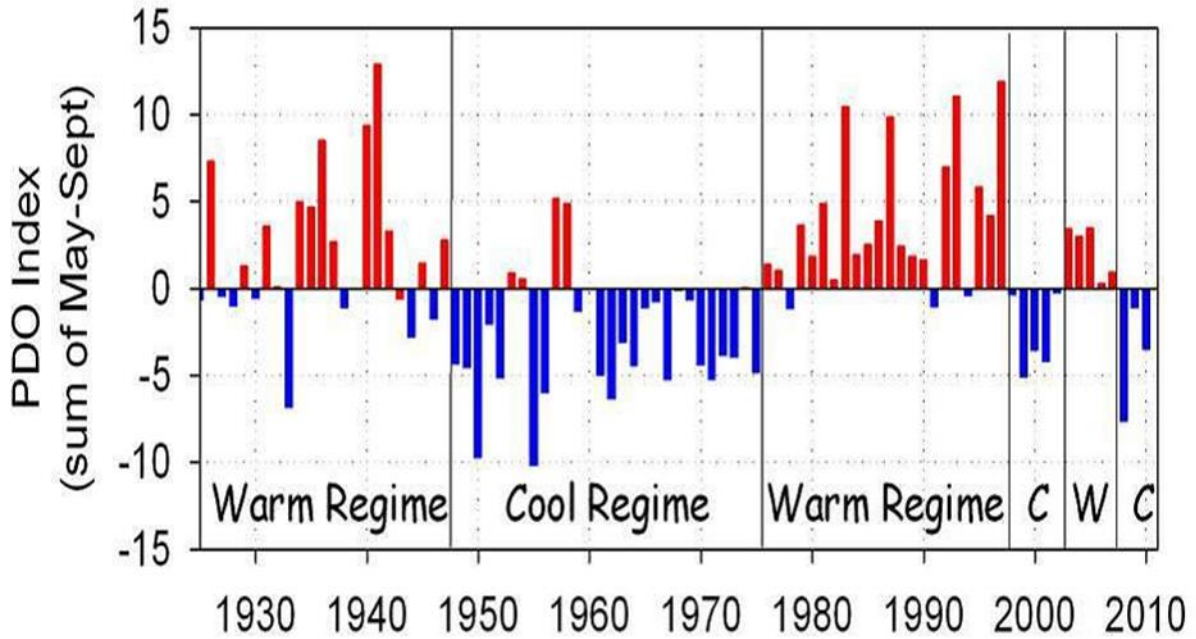 PDO Index
(sum of May-Sept)
15
10
5
0
-5
-10
-15
Warm Regime
Cool Regime
Warm Regime
C
W
C
1930 1940 1950 1960 1970 1980 1990 2000 2010